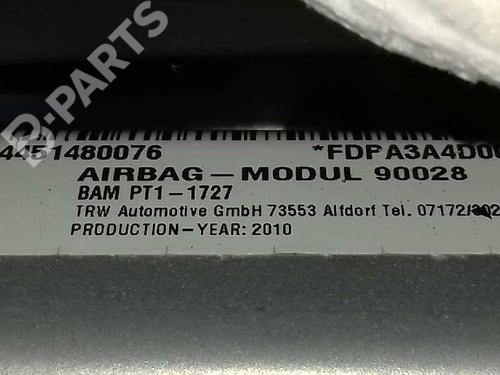 B-PARTS
4451480076 *FDPA3A4D0
AIRBAG-MODUL 90028
BAM PT1-1727
TRW Automotive GmbH 73553 Alfdorf Tel. 07172/302
PRODUCTION-YEAR: 2010